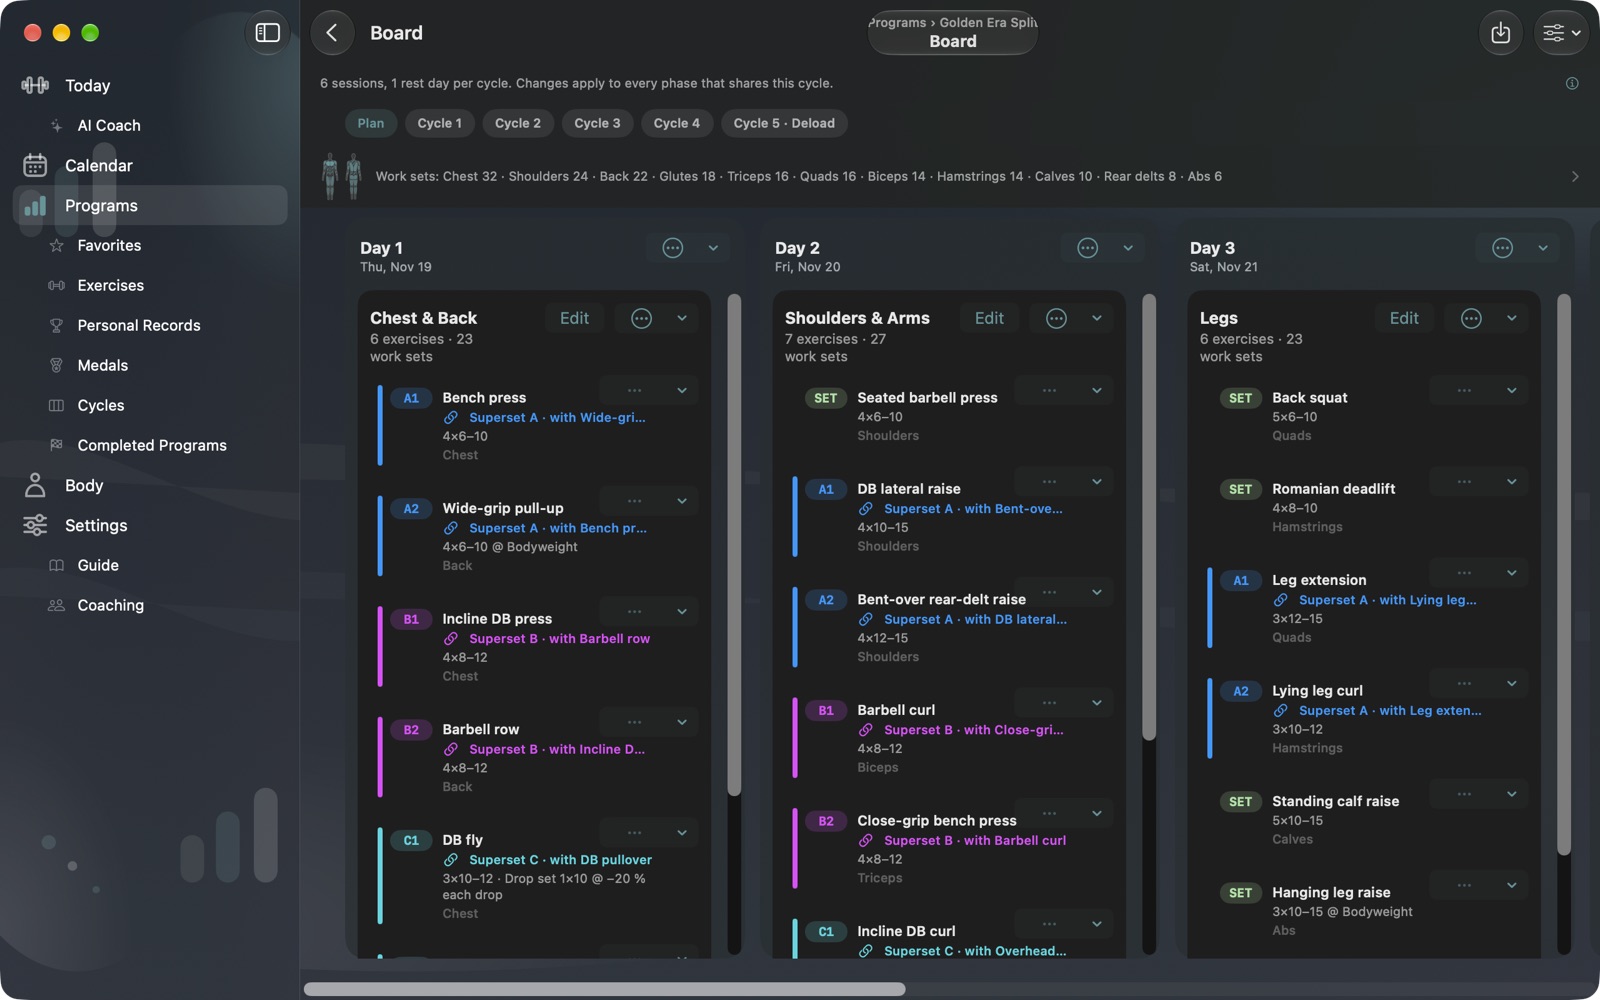 Board
Programs › Golden Era Split
Board
Today
AI Coach
Calendar
Programs
Favorites
Exercises
Personal Records
Medals
Cycles
Completed Programs
Body
Settings
Guide
Coaching
6 sessions, 1 rest day per cycle. Changes apply to every phase that shares this cycle.
Plan
Cycle 1
Cycle 2
Cycle 3
Cycle 4
Cycle 5 · Deload
Work sets: Chest 32 · Shoulders 24 · Back 22 · Glutes 18 · Triceps 16 · Quads 16 · Biceps 14 · Hamstrings 14 · Calves 10 · Rear delts 8 · Abs 6
Day 1
Thu, Nov 19
Chest & Back
Edit
6 exercises · 23
work sets
A1 Bench press
Superset A · with Wide-gri...
4×6–10
Chest
A2 Wide-grip pull-up
Superset A · with Bench pr...
4×6–10 @ Bodyweight
Back
B1 Incline DB press
Superset B · with Barbell row
4×8–12
Chest
B2 Barbell row
Superset B · with Incline D...
4×8–12
Back
C1 DB fly
Superset C · with DB pullover
3×10–12 · Drop set 1×10 @ −20 %
each drop
Chest
Day 2
Fri, Nov 20
Shoulders & Arms
Edit
7 exercises · 27
work sets
SET Seated barbell press
4×6–10
Shoulders
A1 DB lateral raise
Superset A · with Bent-ove...
4×10–15
Shoulders
A2 Bent-over rear-delt raise
Superset A · with DB lateral...
4×12–15
Shoulders
B1 Barbell curl
Superset B · with Close-gri...
4×8–12
Biceps
B2 Close-grip bench press
Superset B · with Barbell curl
4×8–12
Triceps
C1 Incline DB curl
Superset C · with Overhead...
Day 3
Sat, Nov 21
Legs
Edit
6 exercises · 23
work sets
SET Back squat
5×6–10
Quads
SET Romanian deadlift
4×8–10
Hamstrings
A1 Leg extension
Superset A · with Lying leg...
3×12–15
Quads
A2 Lying leg curl
Superset A · with Leg exten...
3×10–12
Hamstrings
SET Standing calf raise
5×10–15
Calves
SET Hanging leg raise
3×10–15 @ Bodyweight
Abs